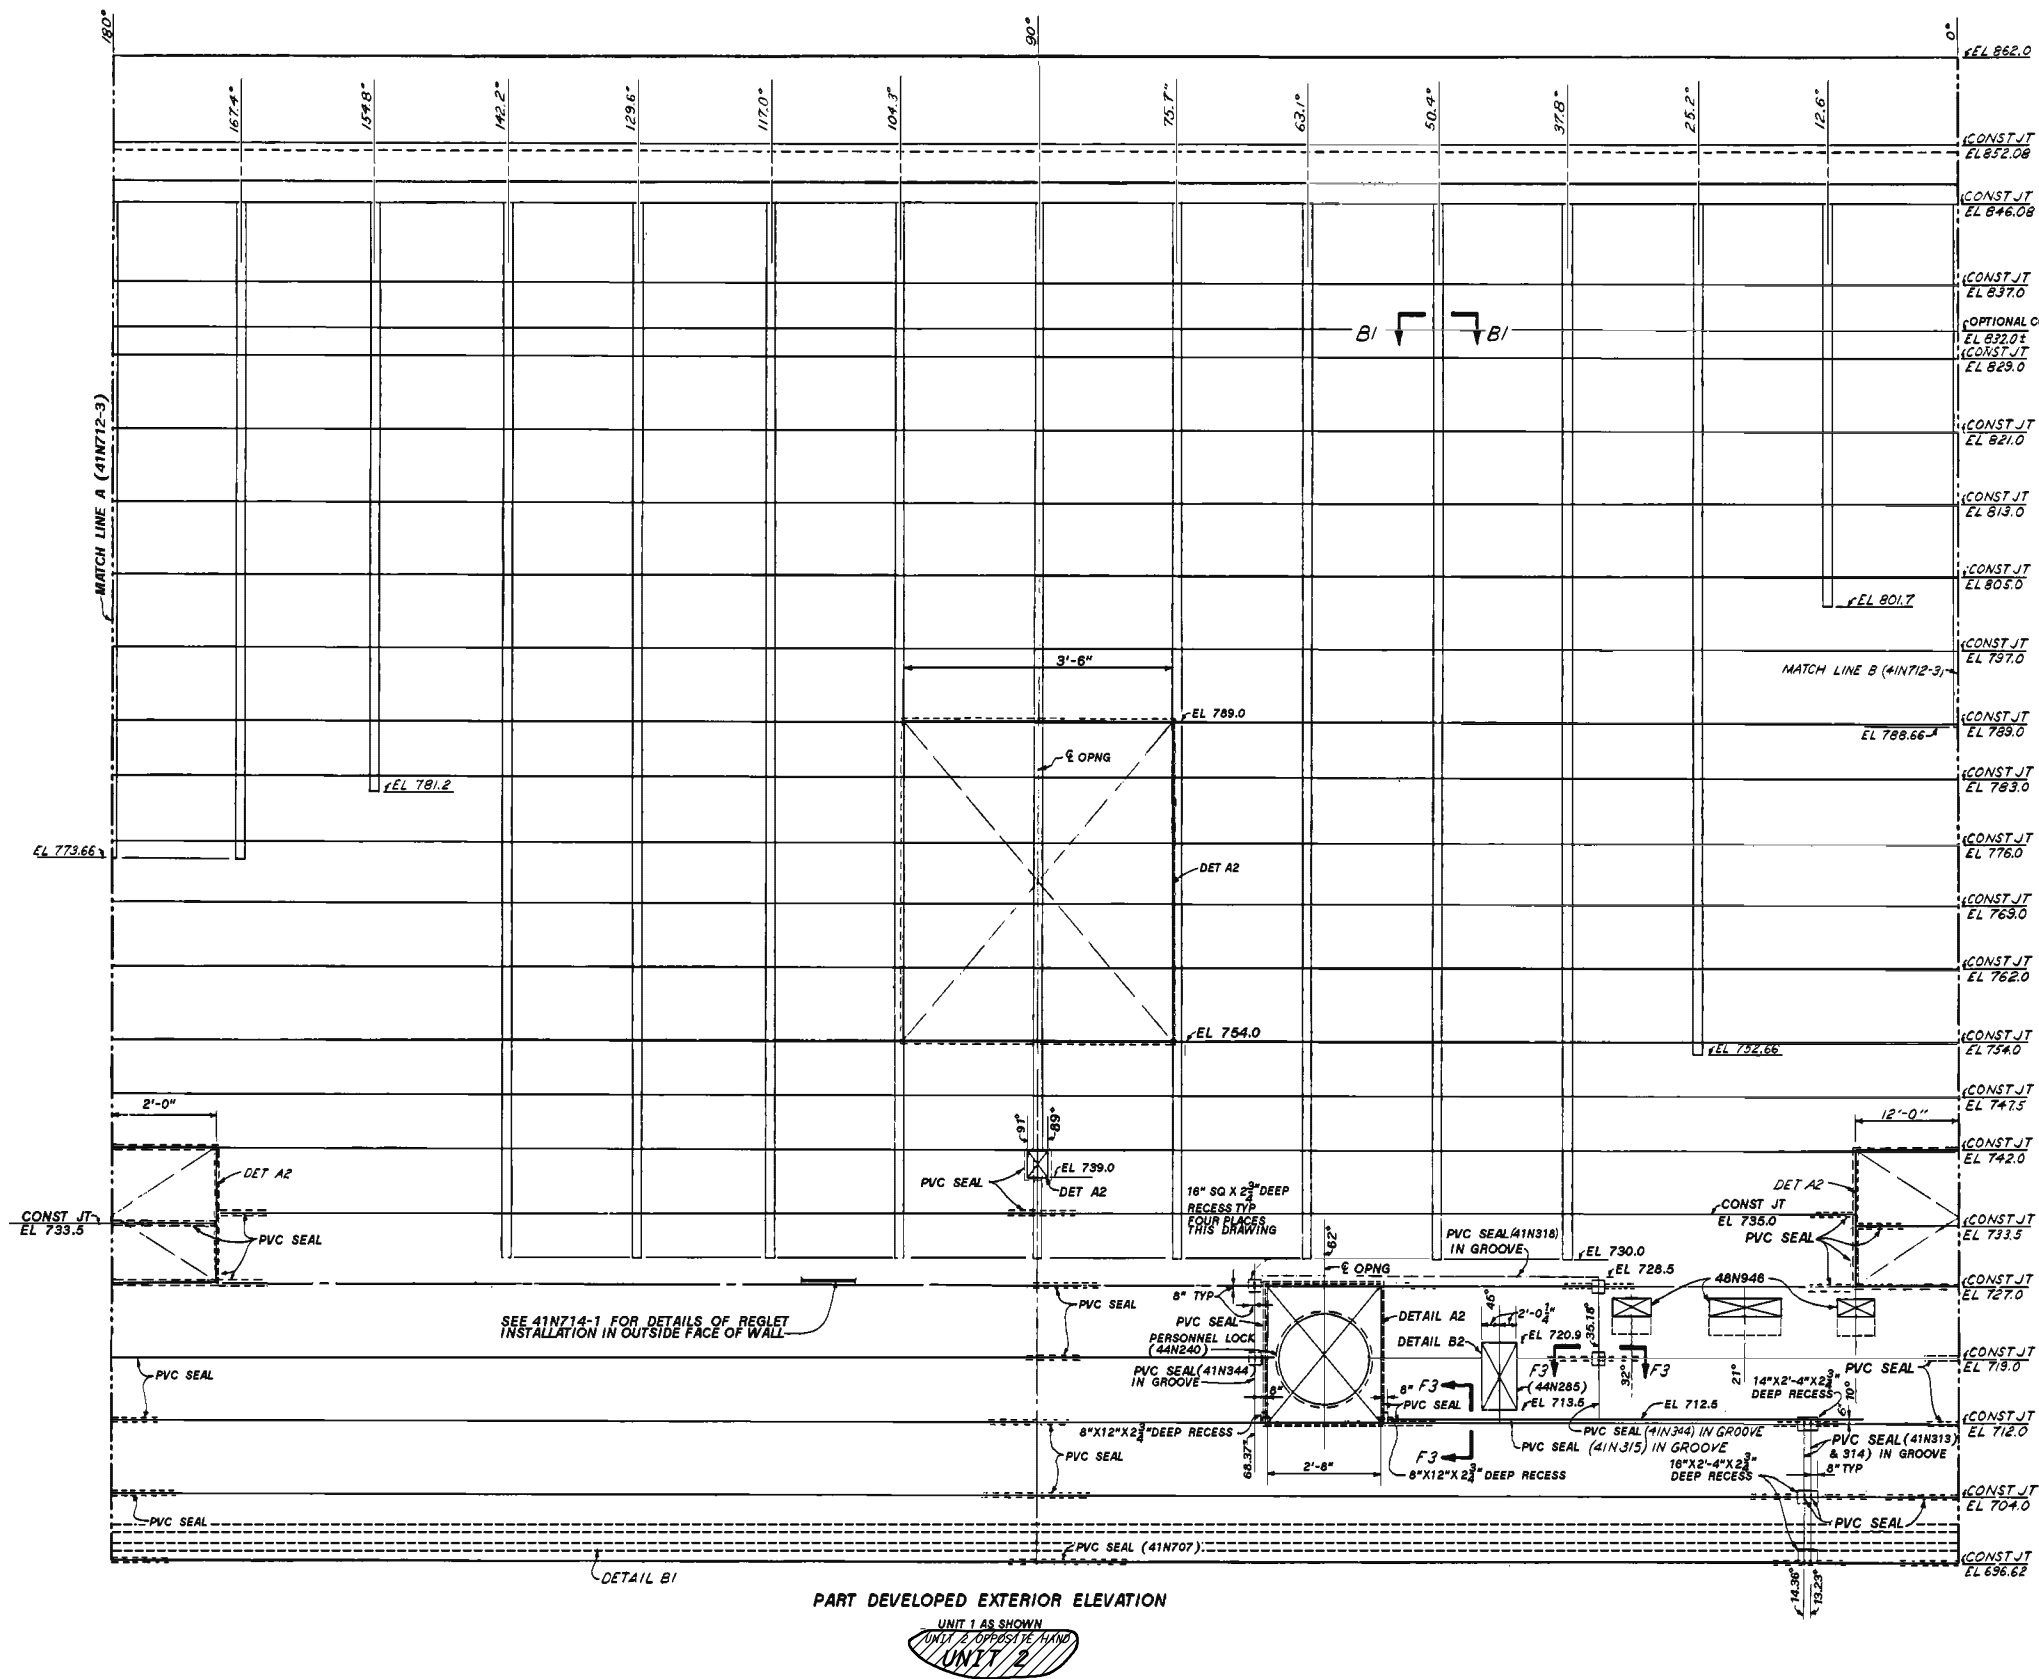 180°
90°
0°
EL 862.0
167.4°
154.8°
142.2°
129.6°
117.0°
104.3°
75.7°
63.1°
50.4°
37.8°
25.2°
12.6°
CONST JT
EL 852.08
CONST JT
EL 846.08
CONST JT
EL 837.0
B1
B1
OPTIONAL C
EL 832.0±
CONST JT
EL 829.0
MATCH LINE A (41N712-3)
CONST JT
EL 821.0
CONST JT
EL 813.0
CONST JT
EL 805.0
EL 801.7
3'-6"
CONST JT
EL 797.0
MATCH LINE B (41N712-3)
EL 789.0
CONST JT
EL 789.0
EL 788.66
℄ OPNG
EL 781.2
CONST JT
EL 783.0
EL 773.66
CONST JT
EL 776.0
DET A2
CONST JT
EL 769.0
CONST JT
EL 762.0
EL 754.0
CONST JT
EL 754.0
EL 752.66
CONST JT
EL 747.5
2'-0"
12'-0"
91°
89°
CONST JT
EL 742.0
DET A2
PVC SEAL
EL 739.0
DET A2
16" SQ X 2 3/4" DEEP
RECESS TYP
FOUR PLACES
THIS DRAWING
DET A2
CONST JT
EL 735.0
CONST JT
EL 733.5
PVC SEAL
62°
PVC SEAL (41N318)
IN GROOVE
PVC SEAL
CONST JT
EL 733.5
EL 730.0
EL 728.5
℄ OPNG
48N946
CONST JT
EL 727.0
SEE 41N714-1 FOR DETAILS OF REGLET
INSTALLATION IN OUTSIDE FACE OF WALL
PVC SEAL
8" TYP
PVC SEAL
PERSONNEL LOCK
(44N240)
PVC SEAL (41N344)
IN GROOVE
DETAIL A2
DETAIL B2
45°
2'-0 1/4"
EL 720.9
35.18°
F3
F3
32°
21°
10°
(44N285)
EL 713.5
PVC SEAL
CONST JT
EL 719.0
PVC SEAL
14"X2'-4"X2 3/4"
DEEP RECESS
8"
8"
F3
PVC SEAL
EL 712.5
6"
CONST JT
EL 712.0
8"X12"X2 3/4" DEEP RECESS
PVC SEAL (41N344) IN GROOVE
PVC SEAL (41N315) IN GROOVE
PVC SEAL (41N313
& 314) IN GROOVE
PVC SEAL
68.37°
2'-8"
F3
8"X12"X2 3/4" DEEP RECESS
16"X2'-4"X2 3/4"
DEEP RECESS
8" TYP
CONST JT
EL 704.0
PVC SEAL
PVC SEAL
PVC SEAL (41N707)
DETAIL B1
CONST JT
EL 696.62
14.36°
13.23°
PART DEVELOPED EXTERIOR ELEVATION
UNIT 1 AS SHOWN
UNIT 2 OPPOSITE HAND
UNIT 2